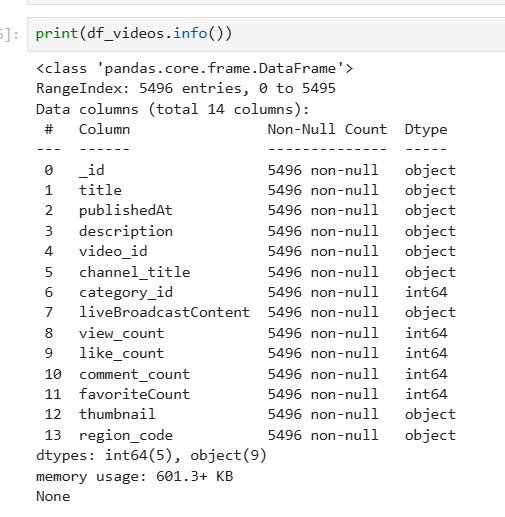 5]: print(df_videos.info())
<class 'pandas.core.frame.DataFrame'>
RangeIndex: 5496 entries, 0 to 5495
Data columns (total 14 columns):
 #   Column                Non-Null Count  Dtype
---  ------                --------------  -----
 0   _id                   5496 non-null   object
 1   title                 5496 non-null   object
 2   publishedAt           5496 non-null   object
 3   description           5496 non-null   object
 4   video_id              5496 non-null   object
 5   channel_title         5496 non-null   object
 6   category_id           5496 non-null   int64
 7   liveBroadcastContent  5496 non-null   object
 8   view_count            5496 non-null   int64
 9   like_count            5496 non-null   int64
 10  comment_count         5496 non-null   int64
 11  favoriteCount         5496 non-null   int64
 12  thumbnail             5496 non-null   object
 13  region_code           5496 non-null   object
dtypes: int64(5), object(9)
memory usage: 601.3+ KB
None